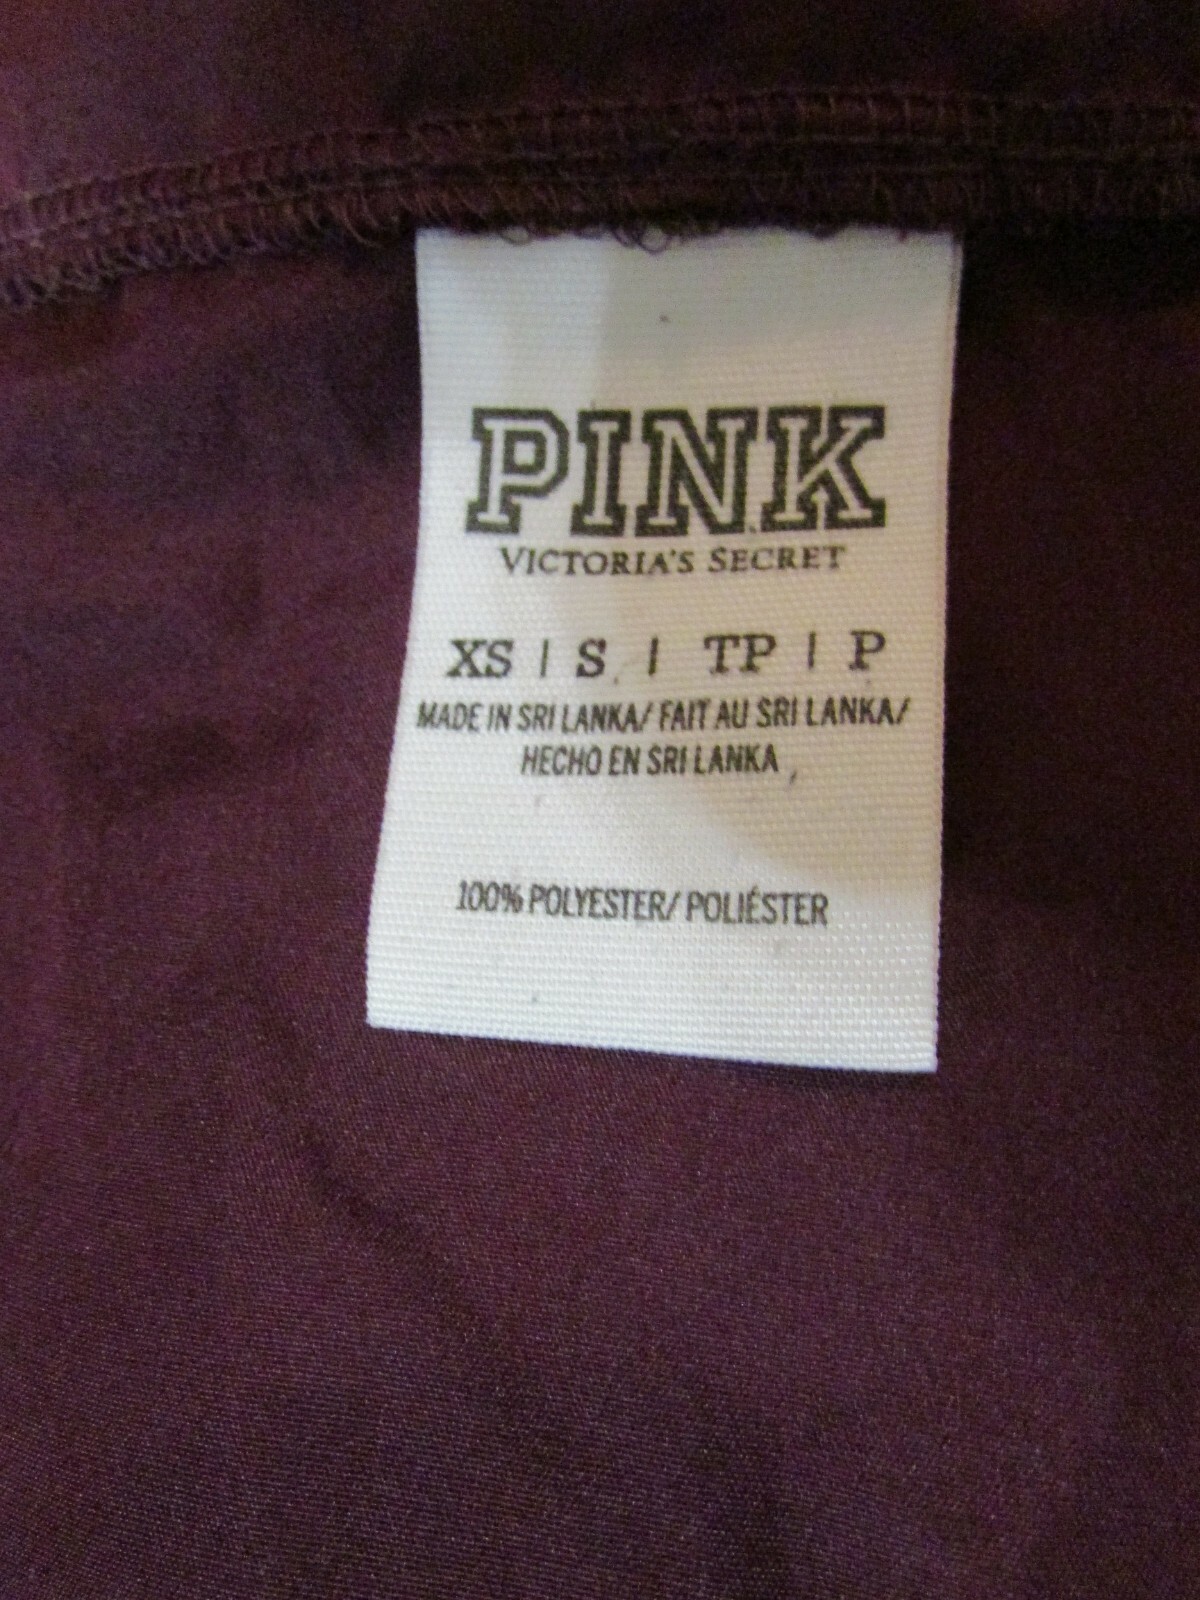 PINK
VICTORIA'S SECRET
XS | S | TP | P
MADE IN SRI LANKA/ FAIT AU SRI LANKA/
HECHO EN SRI LANKA
100% POLYESTER/ POLIÉSTER